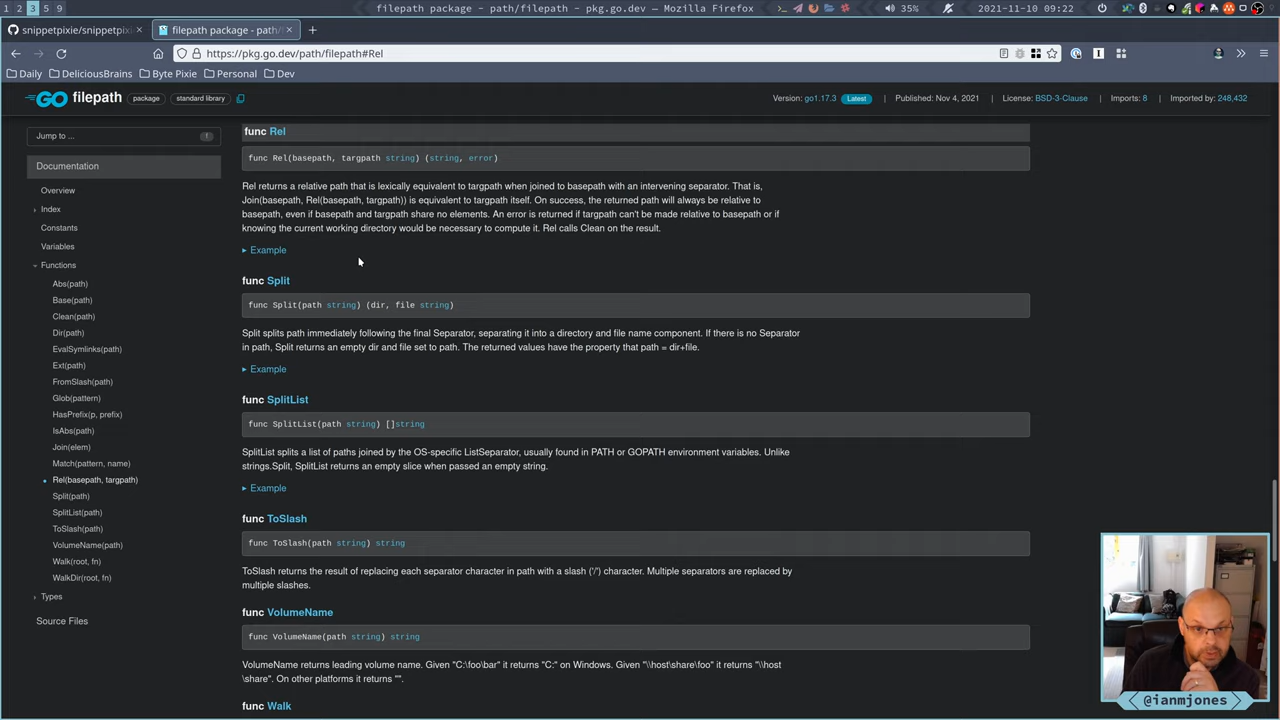 1 2 3 5 9
filepath package - path/filepath - pkg.go.dev — Mozilla Firefox
35%
2021-11-10 09:22
snippetpixie/snippetpixi
filepath package - path/f
https://pkg.go.dev/path/filepath#Rel
Daily DeliciousBrains Byte Pixie Personal Dev
GO filepath package standard library
Version: go1.17.3 Latest Published: Nov 4, 2021 License: BSD-3-Clause Imports: 8 Imported by: 248,432
Jump to ... f
Documentation
Overview
Index
Constants
Variables
Functions
Abs(path)
Base(path)
Clean(path)
Dir(path)
EvalSymlinks(path)
Ext(path)
FromSlash(path)
Glob(pattern)
HasPrefix(p, prefix)
IsAbs(path)
Join(elem)
Match(pattern, name)
Rel(basepath, targpath)
Split(path)
SplitList(path)
ToSlash(path)
VolumeName(path)
Walk(root, fn)
WalkDir(root, fn)
Types
Source Files
func Rel
func Rel(basepath, targpath string) (string, error)
Rel returns a relative path that is lexically equivalent to targpath when joined to basepath with an intervening separator. That is,
Join(basepath, Rel(basepath, targpath)) is equivalent to targpath itself. On success, the returned path will always be relative to
basepath, even if basepath and targpath share no elements. An error is returned if targpath can't be made relative to basepath or if
knowing the current working directory would be necessary to compute it. Rel calls Clean on the result.
Example
func Split
func Split(path string) (dir, file string)
Split splits path immediately following the final Separator, separating it into a directory and file name component. If there is no Separator
in path, Split returns an empty dir and file set to path. The returned values have the property that path = dir+file.
Example
func SplitList
func SplitList(path string) []string
SplitList splits a list of paths joined by the OS-specific ListSeparator, usually found in PATH or GOPATH environment variables. Unlike
strings.Split, SplitList returns an empty slice when passed an empty string.
Example
func ToSlash
func ToSlash(path string) string
ToSlash returns the result of replacing each separator character in path with a slash ('/') character. Multiple separators are replaced by
multiple slashes.
func VolumeName
func VolumeName(path string) string
VolumeName returns leading volume name. Given "C:\foo\bar" it returns "C:" on Windows. Given "\\host\share\foo" it returns "\\host
\share". On other platforms it returns "".
func Walk
@ianmjones